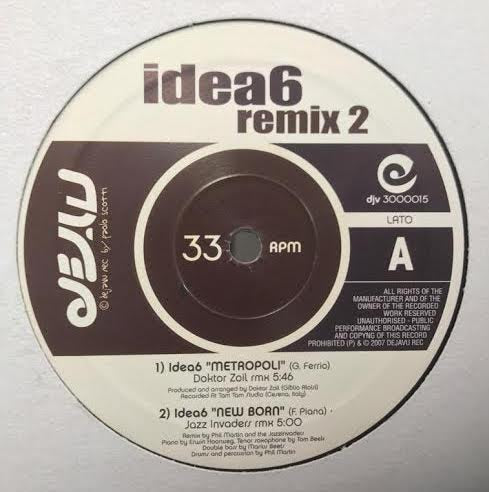 idea6
remix 2
DEJAVU
© dejavu rec by paolo scotti
djv 3000015
LATO
A
33 RPM
ALL RIGHTS OF THE
MANUFACTURER AND OF THE
OWNER OF THE RECORDED
WORK RESERVED
UNAUTHORISED - PUBLIC
PERFORMANCE BROADCASTING
AND COPYNG OF THIS RECORD
PROHIBITED (P) & © 2007 DEJAVU REC
1) Idea6 "METROPOLI" (G. Ferrio)
Doktor Zoil rmx 5:46
Produced and arranged by Doktor Zoil (Gibbo Aloisi)
Recorded At Tam Tam Studio (Cesena, Italy)
2) Idea6 "NEW BORN" (F. Piana)
Jazz Invaders rmx 5:00
Remix by Phil Martin and the Jazzinvaders
Piano by Erwin Hoorweg, Tenor saxophone by Tom Beek
Double bass by Marius Beets
Drums and percussion by Phil Martin